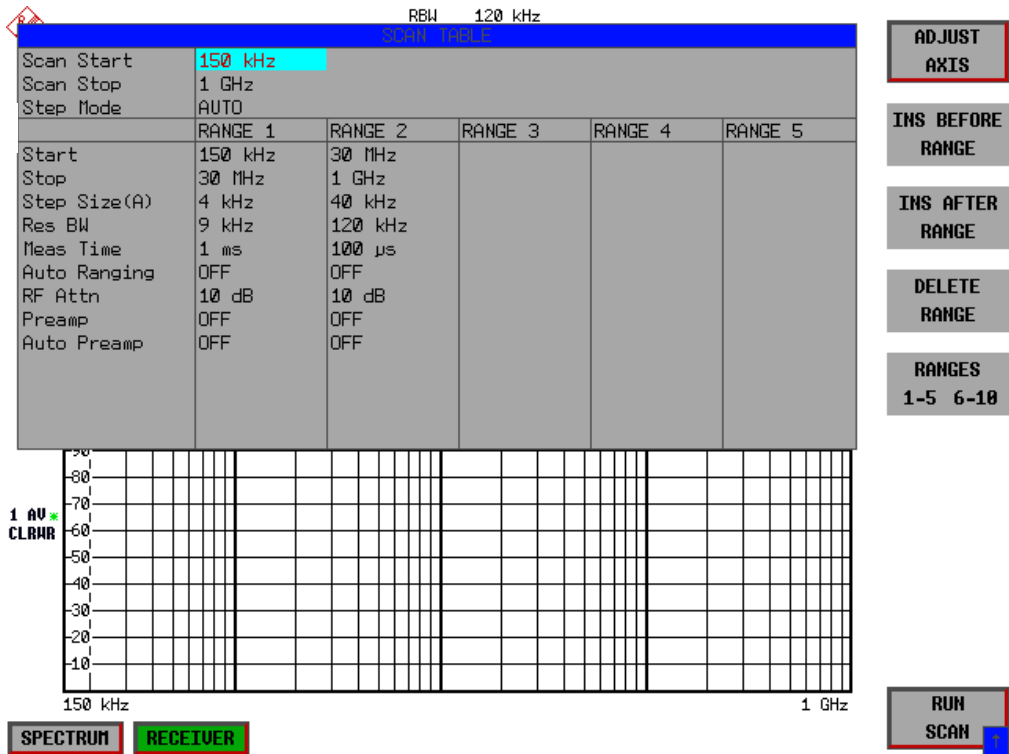 RBW 120 kHz
SCAN TABLE
Scan Start 150 kHz
Scan Stop 1 GHz
Step Mode AUTO
RANGE 1 RANGE 2 RANGE 3 RANGE 4 RANGE 5
Start 150 kHz 30 MHz
Stop 30 MHz 1 GHz
Step Size(A) 4 kHz 40 kHz
Res BW 9 kHz 120 kHz
Meas Time 1 ms 100 µs
Auto Ranging OFF OFF
RF Attn 10 dB 10 dB
Preamp OFF OFF
Auto Preamp OFF OFF
90
80
70
60
50
40
30
20
10
1 AV*
CLRWR
150 kHz 1 GHz
SPECTRUM RECEIVER
ADJUST
AXIS
INS BEFORE
RANGE
INS AFTER
RANGE
DELETE
RANGE
RANGES
1-5 6-10
RUN
SCAN ↑